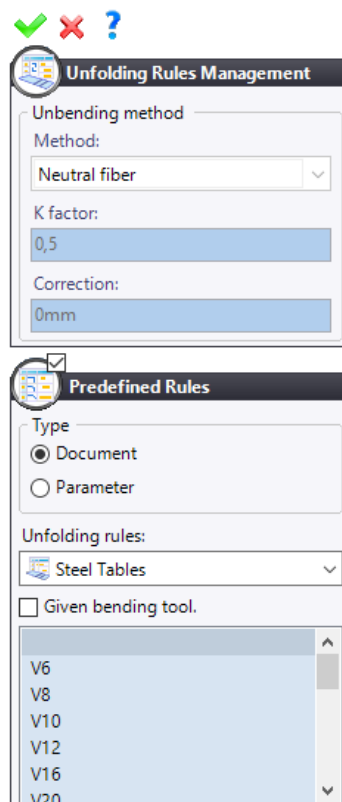 ?
Unfolding Rules Management
Unbending method
Method:
Neutral fiber
K factor:
0,5
Correction:
0mm
Predefined Rules
Type
Document
Parameter
Unfolding rules:
Steel Tables
Given bending tool.
V6
V8
V10
V12
V16
V20